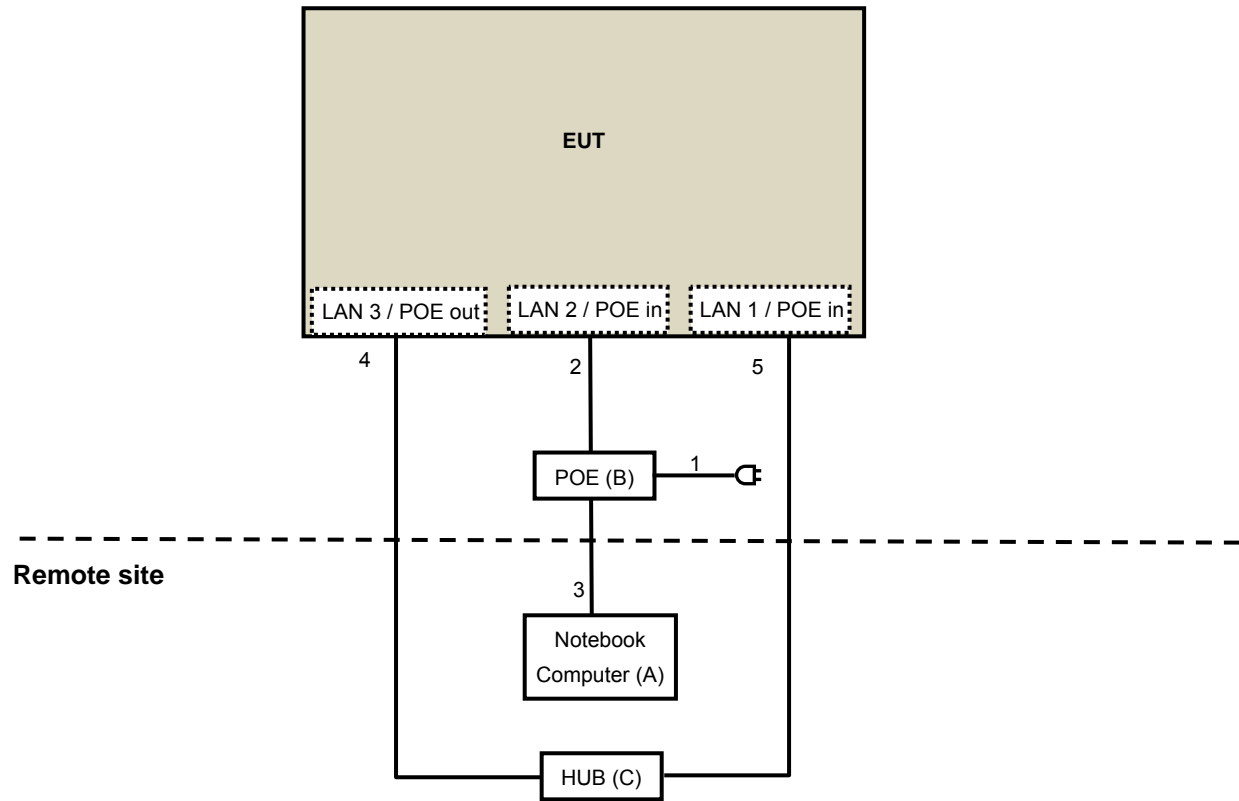 EUT
LAN 3 / POE out
LAN 2 / POE in
LAN 1 / POE in
4
2
5
POE (B)
1
Remote site
3
Notebook
Computer (A)
HUB (C)